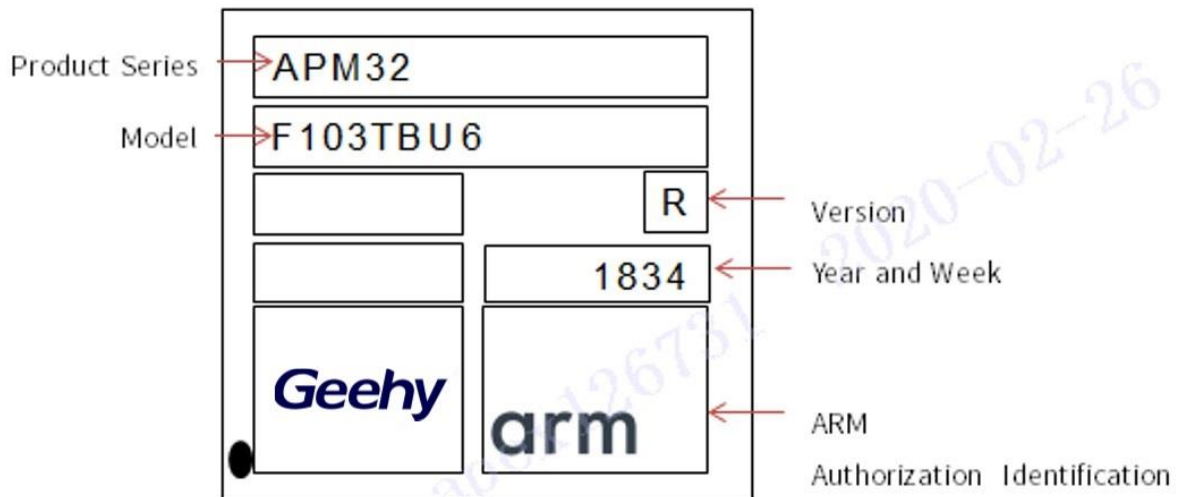 Product Series APM32
Model F103TBU6
R Version
1834 Year and Week
Geehy arm ARM
Authorization Identification
2020-02-26